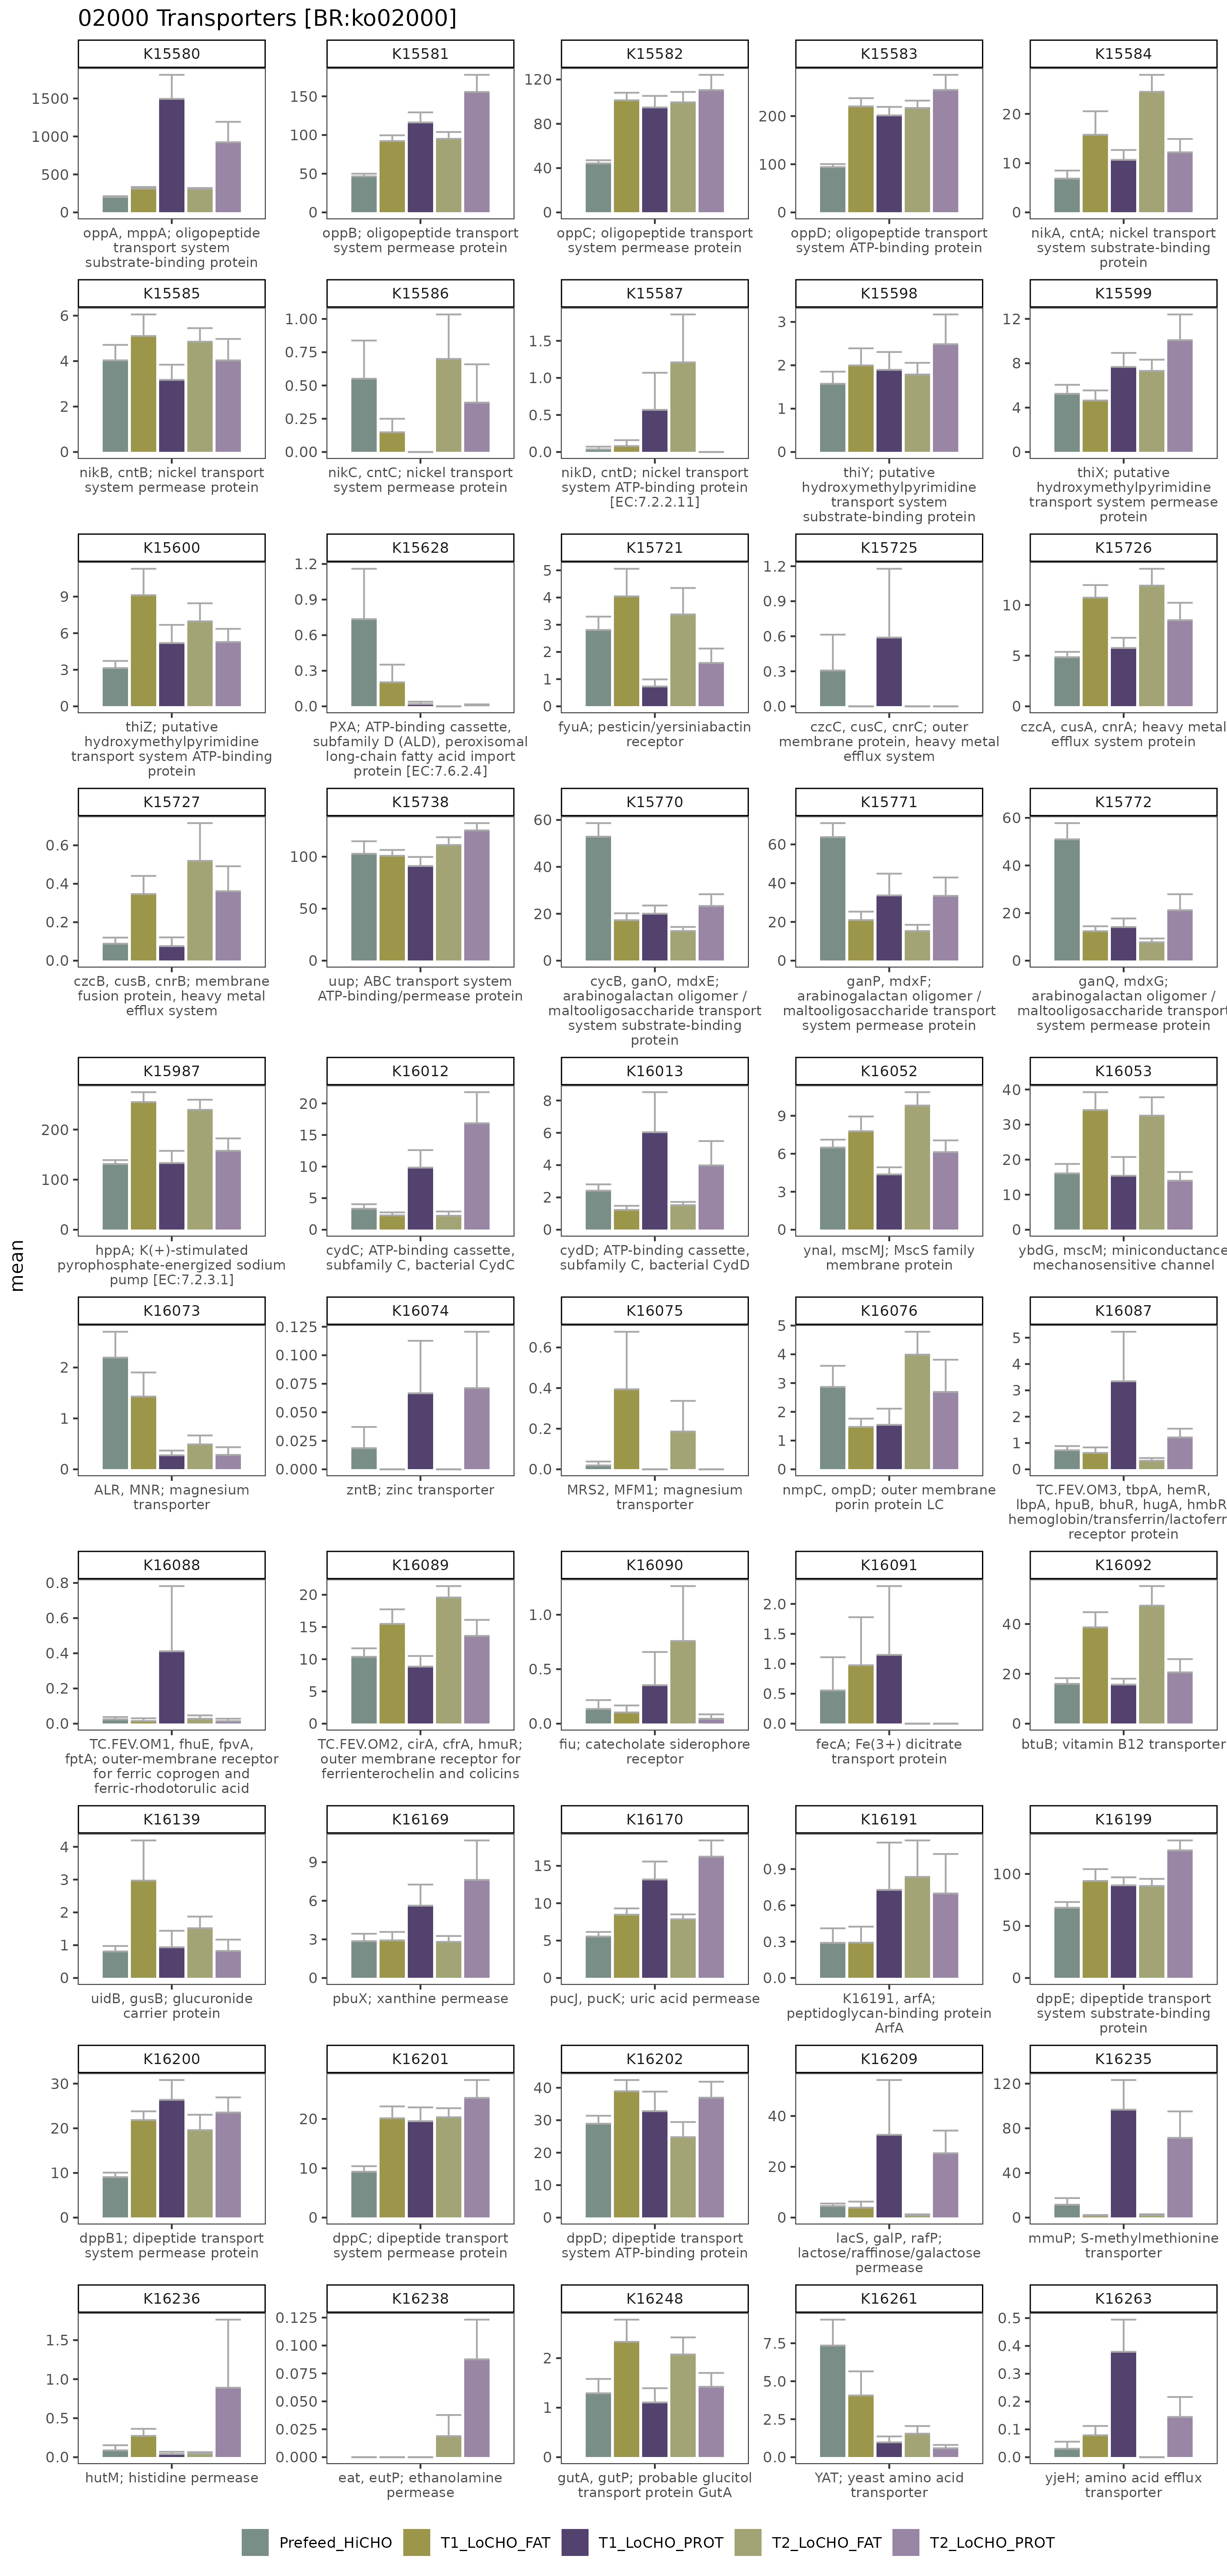 02000 Transporters [BR:ko02000]
K15580 K15581 K15582 K15583 K15584
1500 1000 500 0
150 100 50 0
120 80 40 0
200 100 0
20 10 0
oppA, mppA; oligopeptide
transport system
substrate-binding protein
oppB; oligopeptide transport
system permease protein
oppC; oligopeptide transport
system permease protein
oppD; oligopeptide transport
system ATP-binding protein
nikA, cntA; nickel transport
system substrate-binding
protein
K15585 K15586 K15587 K15598 K15599
6 4 2 0
1.00 0.75 0.50 0.25 0.00
1.5 1.0 0.5 0.0
3 2 1 0
12 8 4 0
nikB, cntB; nickel transport
system permease protein
nikC, cntC; nickel transport
system permease protein
nikD, cntD; nickel transport
system ATP-binding protein
[EC:7.2.2.11]
thiY; putative
hydroxymethylpyrimidine
transport system
substrate-binding protein
thiX; putative
hydroxymethylpyrimidine
transport system permease
protein
K15600 K15628 K15721 K15725 K15726
9 6 3 0
1.2 0.9 0.6 0.3 0.0
5 4 3 2 1 0
1.2 0.9 0.6 0.3 0.0
10 5 0
thiZ; putative
hydroxymethylpyrimidine
transport system ATP-binding
protein
PXA; ATP-binding cassette,
subfamily D (ALD), peroxisomal
long-chain fatty acid import
protein [EC:7.6.2.4]
fyuA; pesticin/yersiniabactin
receptor
czcC, cusC, cnrC; outer
membrane protein, heavy metal
efflux system
czcA, cusA, cnrA; heavy metal
efflux system protein
K15727 K15738 K15770 K15771 K15772
0.6 0.4 0.2 0.0
100 50 0
60 40 20 0
60 40 20 0
60 40 20 0
czcB, cusB, cnrB; membrane
fusion protein, heavy metal
efflux system
uup; ABC transport system
ATP-binding/permease protein
cycB, ganO, mdxE;
arabinogalactan oligomer /
maltooligosaccharide transport
system substrate-binding
protein
ganP, mdxF;
arabinogalactan oligomer /
maltooligosaccharide transport
system permease protein
ganQ, mdxG;
arabinogalactan oligomer /
maltooligosaccharide transport
system permease protein
K15987 K16012 K16013 K16052 K16053
200 100 0
20 15 10 5 0
8 6 4 2 0
9 6 3 0
40 30 20 10 0
hppA; K(+)-stimulated
pyrophosphate-energized sodium
pump [EC:7.2.3.1]
cydC; ATP-binding cassette,
subfamily C, bacterial CydC
cydD; ATP-binding cassette,
subfamily C, bacterial CydD
ynaI, mscMJ; MscS family
membrane protein
ybdG, mscM; miniconductance
mechanosensitive channel
mean
K16073 K16074 K16075 K16076 K16087
2 1 0
0.125 0.100 0.075 0.050 0.025 0.000
0.6 0.4 0.2 0.0
5 4 3 2 1 0
5 4 3 2 1 0
ALR, MNR; magnesium
transporter
zntB; zinc transporter
MRS2, MFM1; magnesium
transporter
nmpC, ompD; outer membrane
porin protein LC
TC.FEV.OM3, tbpA, hemR,
lbpA, hpuB, bhuR, hugA, hmbR
hemoglobin/transferrin/lactoferr
receptor protein
K16088 K16089 K16090 K16091 K16092
0.8 0.6 0.4 0.2 0.0
20 15 10 5 0
1.0 0.5 0.0
2.0 1.5 1.0 0.5 0.0
40 20 0
TC.FEV.OM1, fhuE, fpvA,
fptA; outer-membrane receptor
for ferric coprogen and
ferric-rhodotorulic acid
TC.FEV.OM2, cirA, cfrA, hmuR;
outer membrane receptor for
ferrienterochelin and colicins
fiu; catecholate siderophore
receptor
fecA; Fe(3+) dicitrate
transport protein
btuB; vitamin B12 transporter
K16139 K16169 K16170 K16191 K16199
4 3 2 1 0
9 6 3 0
15 10 5 0
0.9 0.6 0.3 0.0
100 50 0
uidB, gusB; glucuronide
carrier protein
pbuX; xanthine permease
pucJ, pucK; uric acid permease
K16191, arfA;
peptidoglycan-binding protein
ArfA
dppE; dipeptide transport
system substrate-binding
protein
K16200 K16201 K16202 K16209 K16235
30 20 10 0
20 10 0
40 30 20 10 0
40 20 0
120 80 40 0
dppB1; dipeptide transport
system permease protein
dppC; dipeptide transport
system permease protein
dppD; dipeptide transport
system ATP-binding protein
lacS, galP, rafP;
lactose/raffinose/galactose
permease
mmuP; S-methylmethionine
transporter
K16236 K16238 K16248 K16261 K16263
1.5 1.0 0.5 0.0
0.125 0.100 0.075 0.050 0.025 0.000
2 1 0
7.5 5.0 2.5 0.0
0.5 0.4 0.3 0.2 0.1 0.0
hutM; histidine permease
eat, eutP; ethanolamine
permease
gutA, gutP; probable glucitol
transport protein GutA
YAT; yeast amino acid
transporter
yjeH; amino acid efflux
transporter
Prefeed_HiCHO T1_LoCHO_FAT T1_LoCHO_PROT T2_LoCHO_FAT T2_LoCHO_PROT